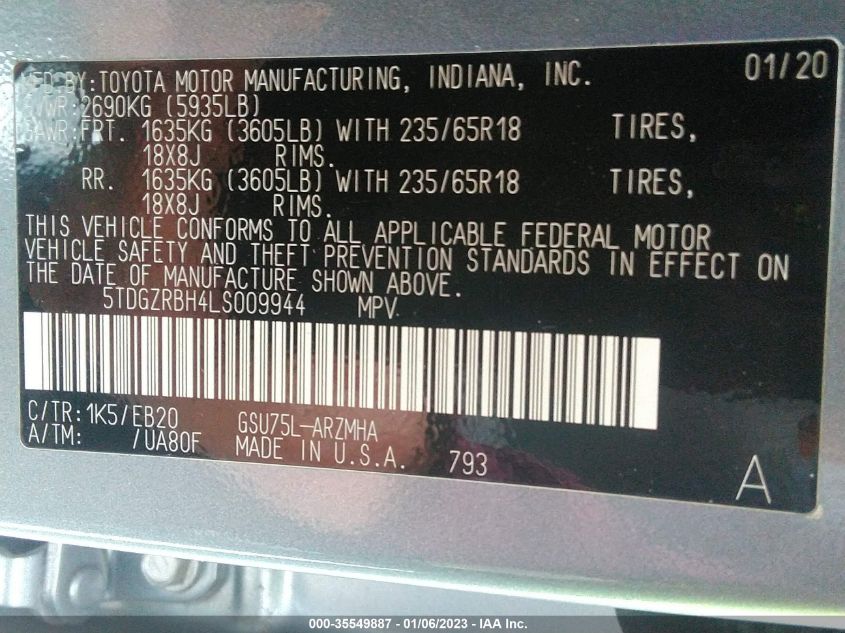 MFD BY: TOYOTA MOTOR MANUFACTURING, INDIANA, INC. 01/20
GVWR: 2690KG (5935LB)
GAWR: FRT. 1635KG (3605LB) WITH 235/65R18 TIRES,
18X8J RIMS.
RR. 1635KG (3605LB) WITH 235/65R18 TIRES,
18X8J RIMS.
THIS VEHICLE CONFORMS TO ALL APPLICABLE FEDERAL MOTOR
VEHICLE SAFETY AND THEFT PREVENTION STANDARDS IN EFFECT ON
THE DATE OF MANUFACTURE SHOWN ABOVE.
5TDGZRBH4LS009944 MPV
C/TR: 1K5/EB20 GSU75L-ARZMHA
A/TM: /UA80F MADE IN U.S.A. 793 A
000-35549887 - 01/06/2023 - IAA Inc.